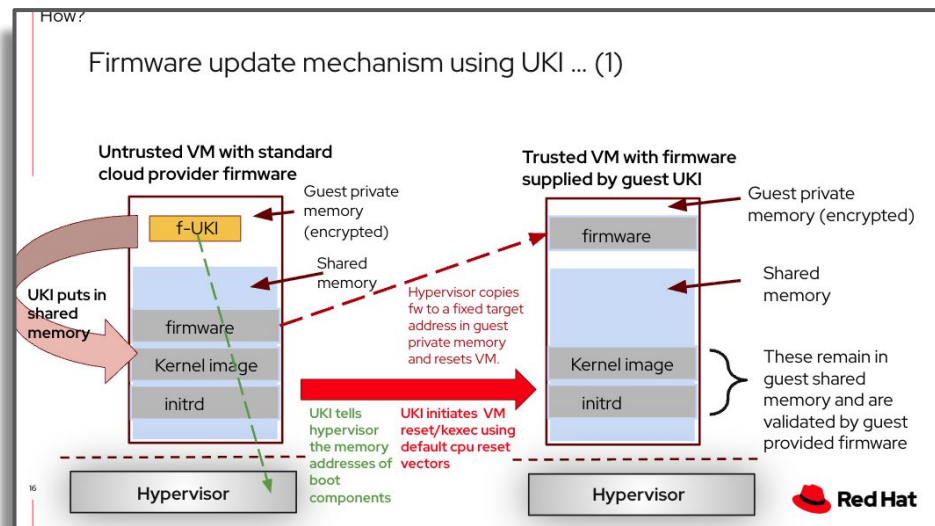 How?
Firmware update mechanism using UKI ... (1)
Untrusted VM with standard
cloud provider firmware
f-UKI
Guest private
memory
(encrypted)
Shared
memory
UKI puts in
shared
memory
firmware
Kernel image
initrd
Hypervisor copies
fw to a fixed target
address in guest
private memory
and resets VM.
UKI tells
hypervisor
the memory
addresses of
boot
components
UKI initiates VM
reset/kexec using
default cpu reset
vectors
Hypervisor
Trusted VM with firmware
supplied by guest UKI
Guest private
memory (encrypted)
firmware
Shared
memory
Kernel image
initrd
These remain in
guest shared
memory and are
validated by guest
provided firmware
Hypervisor
16
Red Hat